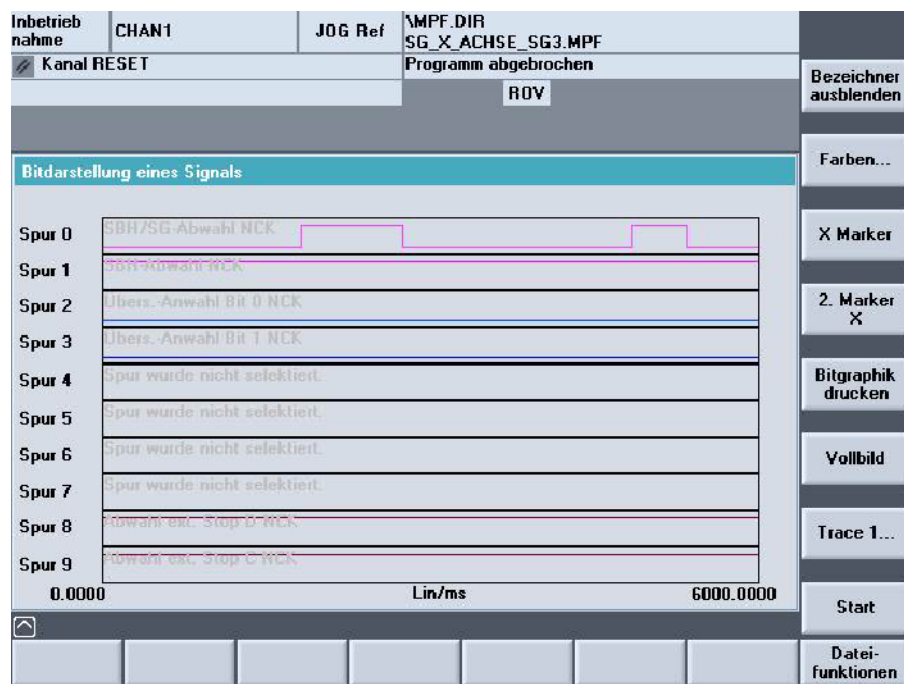 Inbetrieb
nahme
CHAN1
JOG Ref
\MPF.DIR
SG_X_ACHSE_SG3.MPF
Kanal RESET
Programm abgebrochen
ROV
Bitdarstellung eines Signals
Spur 0 SBH/SG-Abwahl NCK
Spur 1 SBH-Abwahl NCK
Spur 2 Übers.-Anwahl Bit 0 NCK
Spur 3 Übers.-Anwahl Bit 1 NCK
Spur 4 Spur wurde nicht selektiert.
Spur 5 Spur wurde nicht selektiert.
Spur 6 Spur wurde nicht selektiert.
Spur 7 Spur wurde nicht selektiert.
Spur 8 Abwahl ext. Stop D NCK
Spur 9 Abwahl ext. Stop C NCK
0.0000 Lin/ms 6000.0000
Bezeichner
ausblenden
Farben...
X Marker
2. Marker
X
Bitgraphik
drucken
Vollbild
Trace 1...
Start
Datei-
funktionen